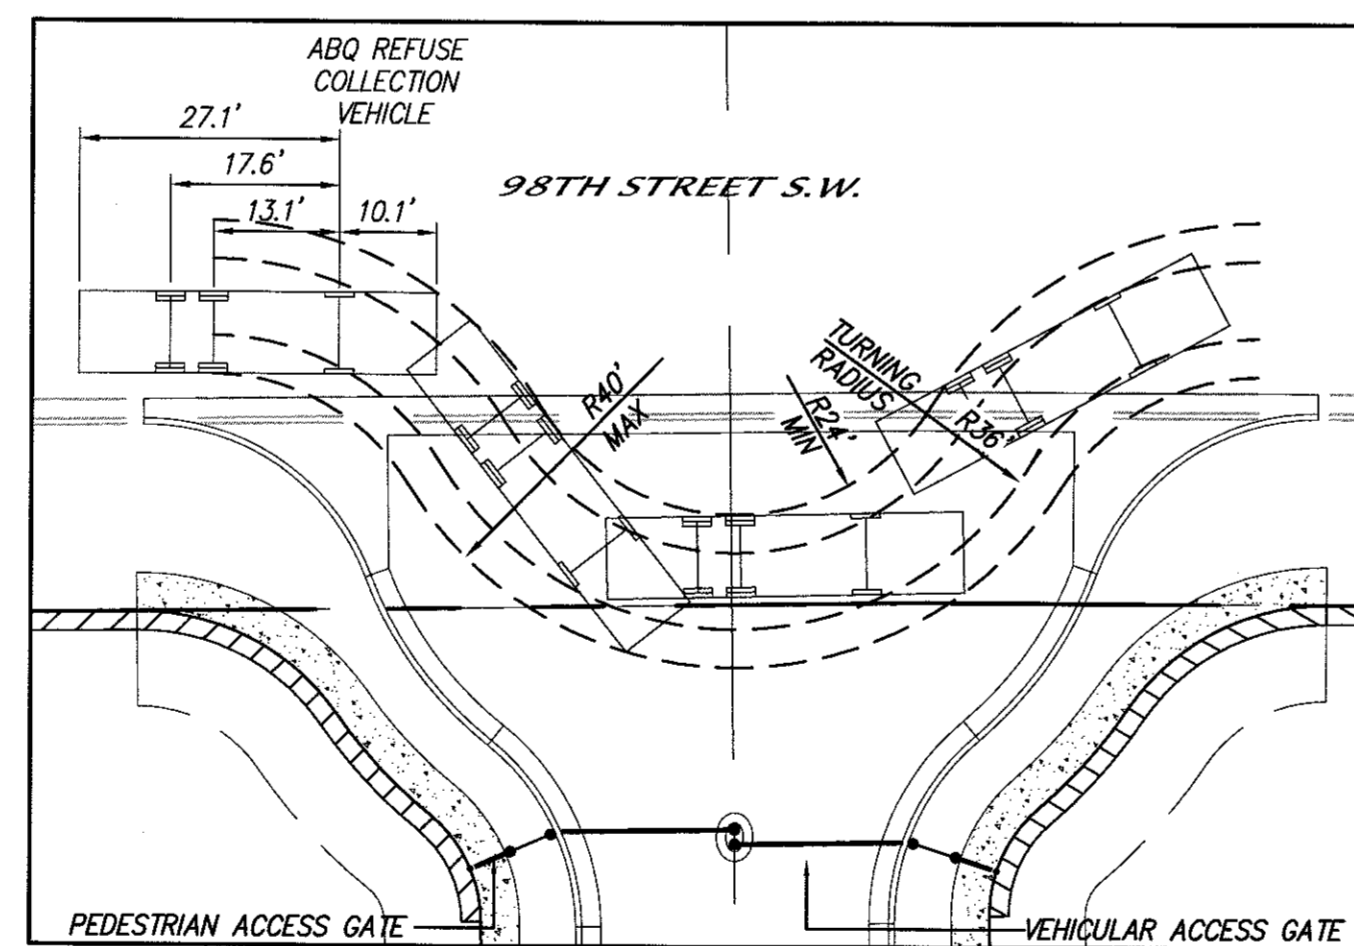 ABQ REFUSE
COLLECTION
VEHICLE
27.1'
17.6'
13.1'
10.1'
98TH STREET S.W.
R40'
MAX
R24'
MIN
TURNING
RADIUS
R36'
PEDESTRIAN ACCESS GATE
VEHICULAR ACCESS GATE